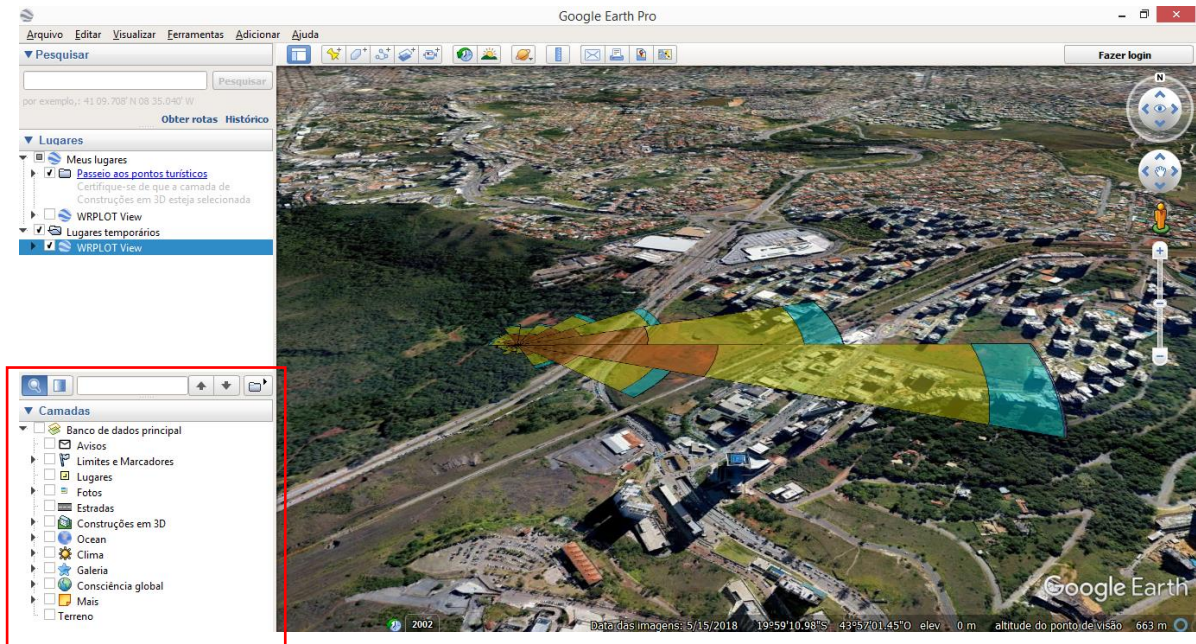 Google Earth Pro
Arquivo Editar Visualizar Ferramentas Adicionar Ajuda
Pesquisar
Fazer login
Pesquisar
por exemplo,: 41 09.708' N 08 35.040' W
Obter rotas Histórico
Lugares
Meus lugares
Passeio aos pontos turísticos
Certifique-se de que a camada de
Construções em 3D esteja selecionada
WRPLOT View
Lugares temporários
WRPLOT View
Camadas
Banco de dados principal
Avisos
Limites e Marcadores
Lugares
Fotos
Estradas
Construções em 3D
Ocean
Clima
Galeria
Consciência global
Mais
Terreno
N
Google Earth
2002
Data das imagens: 5/15/2018 19°59'10.98"S 43°57'01.45"O elev 0 m altitude do ponto de visão 663 m